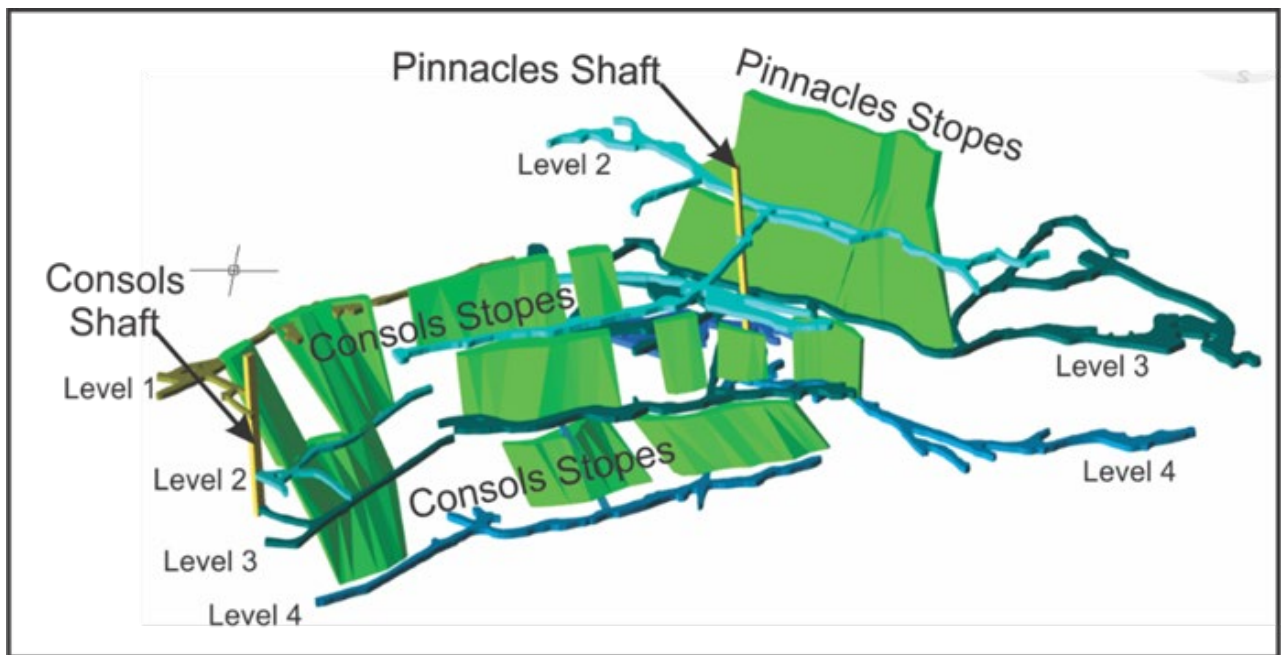 Pinnacles Shaft
Pinnacles Stopes
Level 2
Consols
Shaft
Consols Stopes
Level 1
Level 3
Level 2
Consols Stopes
Level 4
Level 3
Level 4